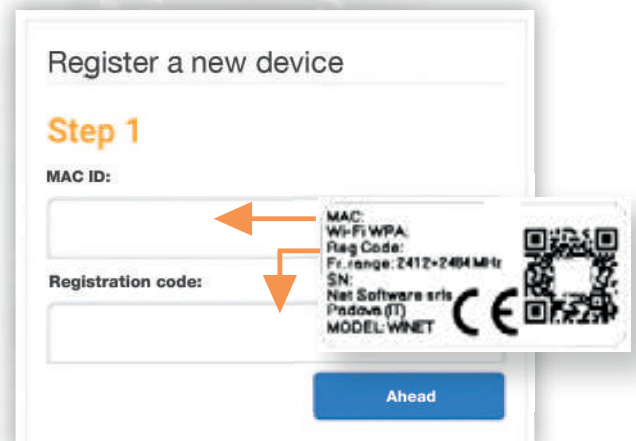 Register a new device
Step 1
MAC ID:
MAC:
Wi-Fi WPA:
Reg Code:
Fr. range: 2412÷2484 MHz
SN:
Net Software srls
Padova (IT)
MODEL: WiNET
CE
Registration code:
Ahead